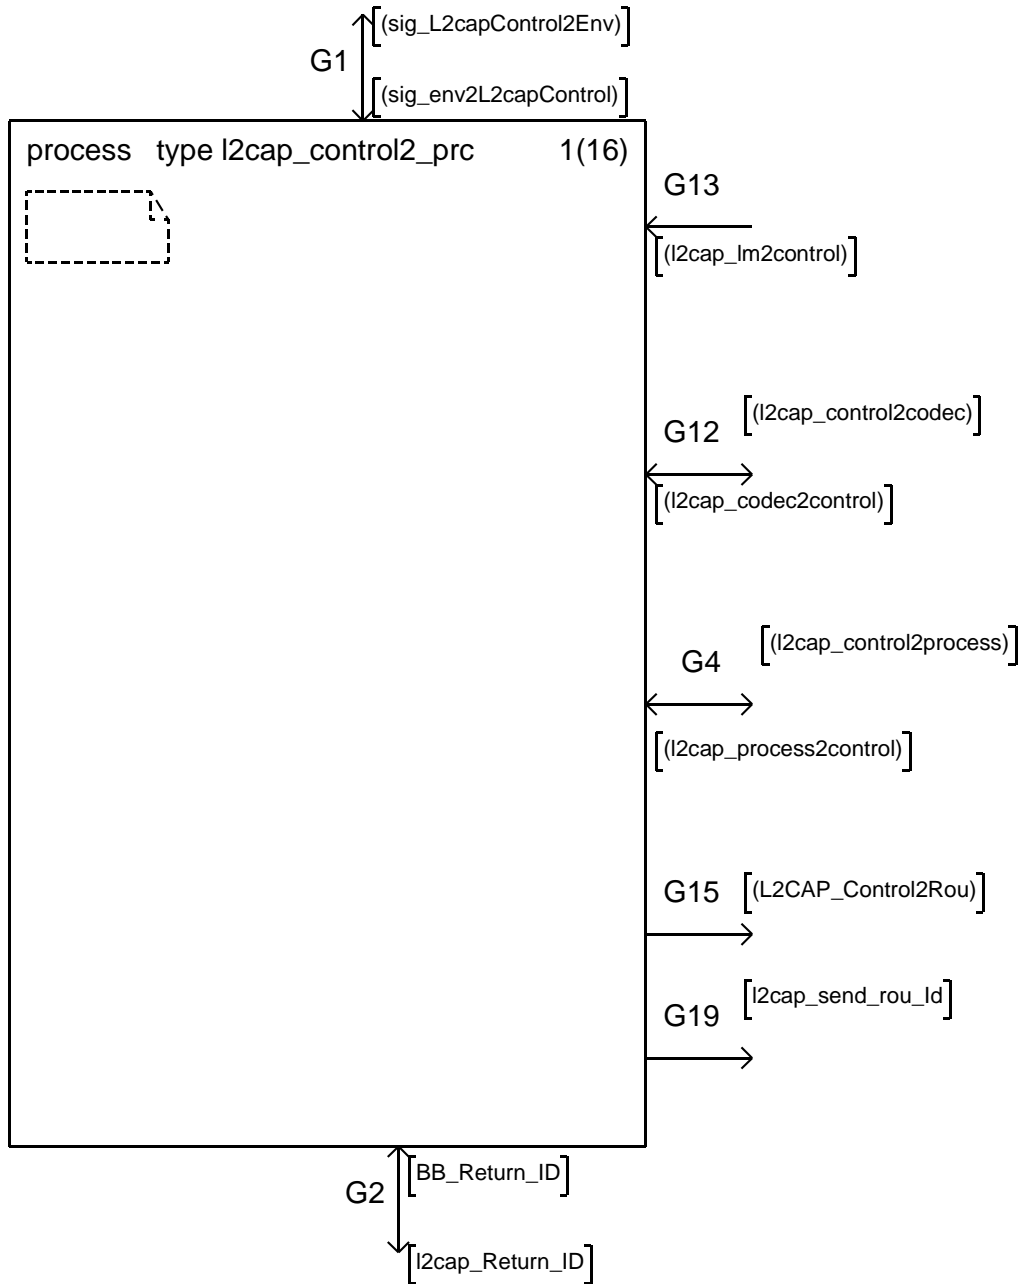 [(sig_L2capControl2Env)]
G1
[(sig_env2L2capControl)]
process type l2cap_control2_prc 1(16)
G13
[(l2cap_lm2control)]
[(l2cap_control2codec)]
G12
[(l2cap_codec2control)]
[(l2cap_control2process)]
G4
[(l2cap_process2control)]
G15 [(L2CAP_Control2Rou)]
[l2cap_send_rou_Id]
G19
[BB_Return_ID]
G2
[l2cap_Return_ID]